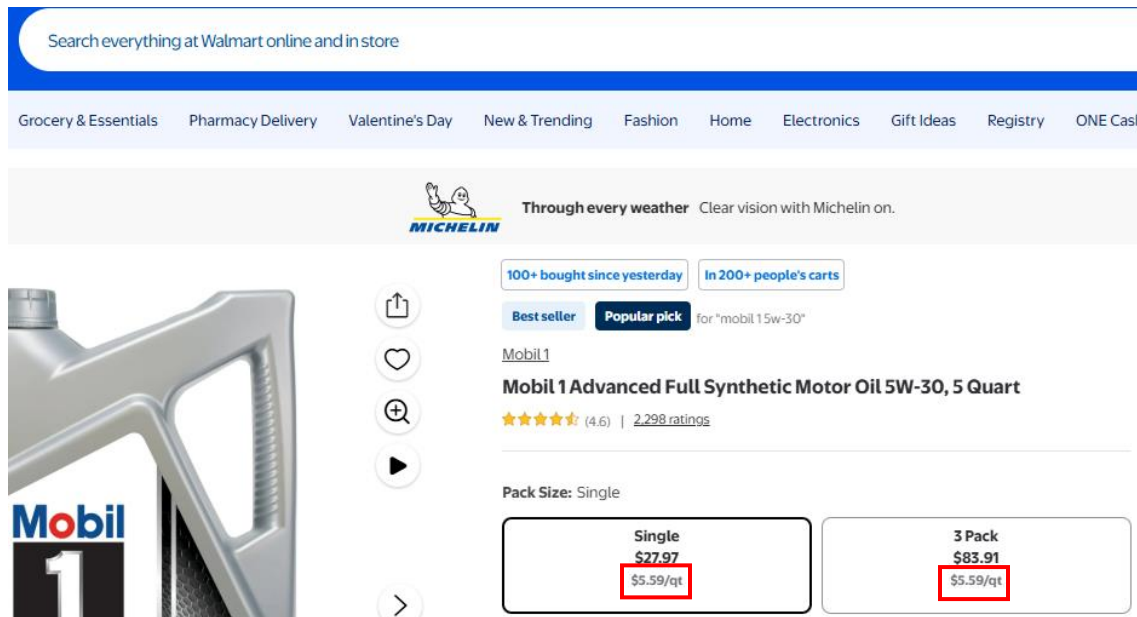 Search everything at Walmart online and in store
Grocery & Essentials Pharmacy Delivery Valentine's Day New & Trending Fashion Home Electronics Gift Ideas Registry ONE Cas
MICHELIN
Through every weather Clear vision with Michelin on.
100+ bought since yesterday In 200+ people's carts
Best seller Popular pick for "mobil 1 5w-30"
Mobil 1
Mobil 1 Advanced Full Synthetic Motor Oil 5W-30, 5 Quart
(4.6) | 2,298 ratings
Pack Size: Single
Single
$27.97
$5.59/qt
3 Pack
$83.91
$5.59/qt
Mobil
1